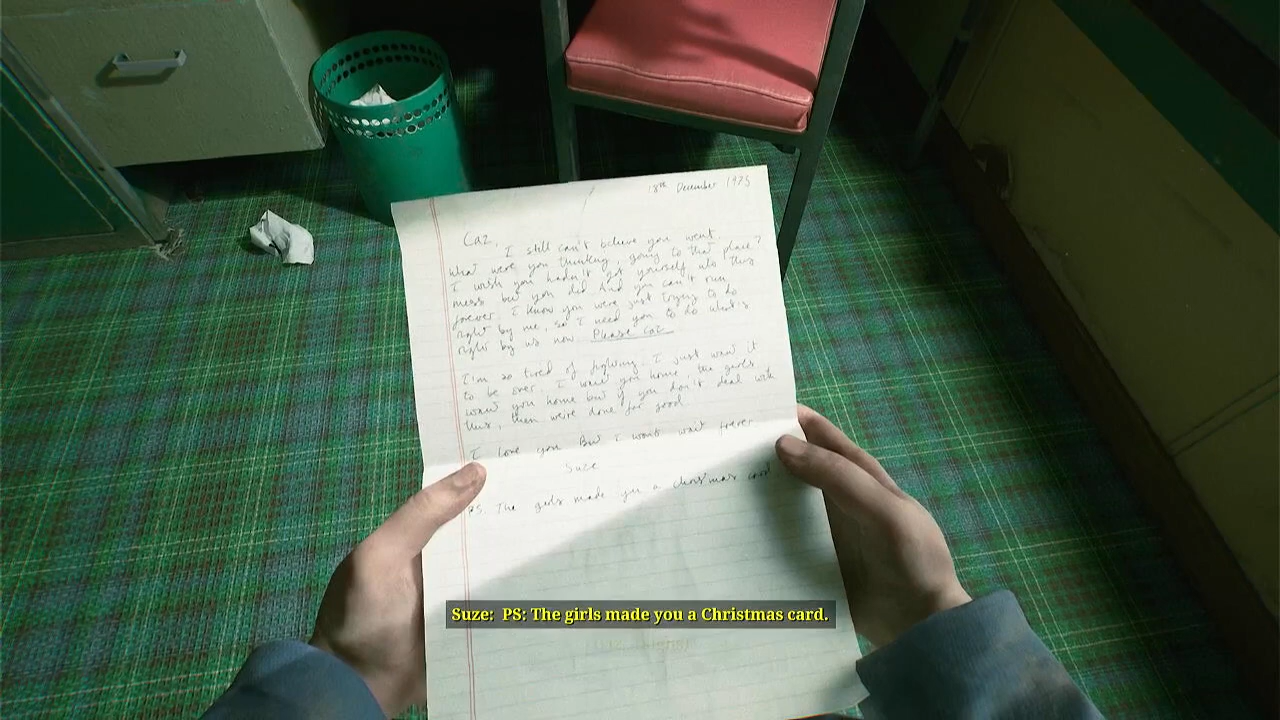 18th December 1975
Caz,
I still can't believe you went.
What were you thinking, going to that place?
I wish you hadn't got yourself into this
mess but you did. And you can't run
forever. I know you were just trying to do
right by me, so I need you to do what's
right by us now. Please Caz
I'm so tired of fighting. I just want it
to be over. I want you home. The girls
want you home but if you don't deal with
this, then we're done for good.
I love you. But I won't wait forever.
Suze
PS. The girls made you a Christmas card.
Suze: PS: The girls made you a Christmas card.